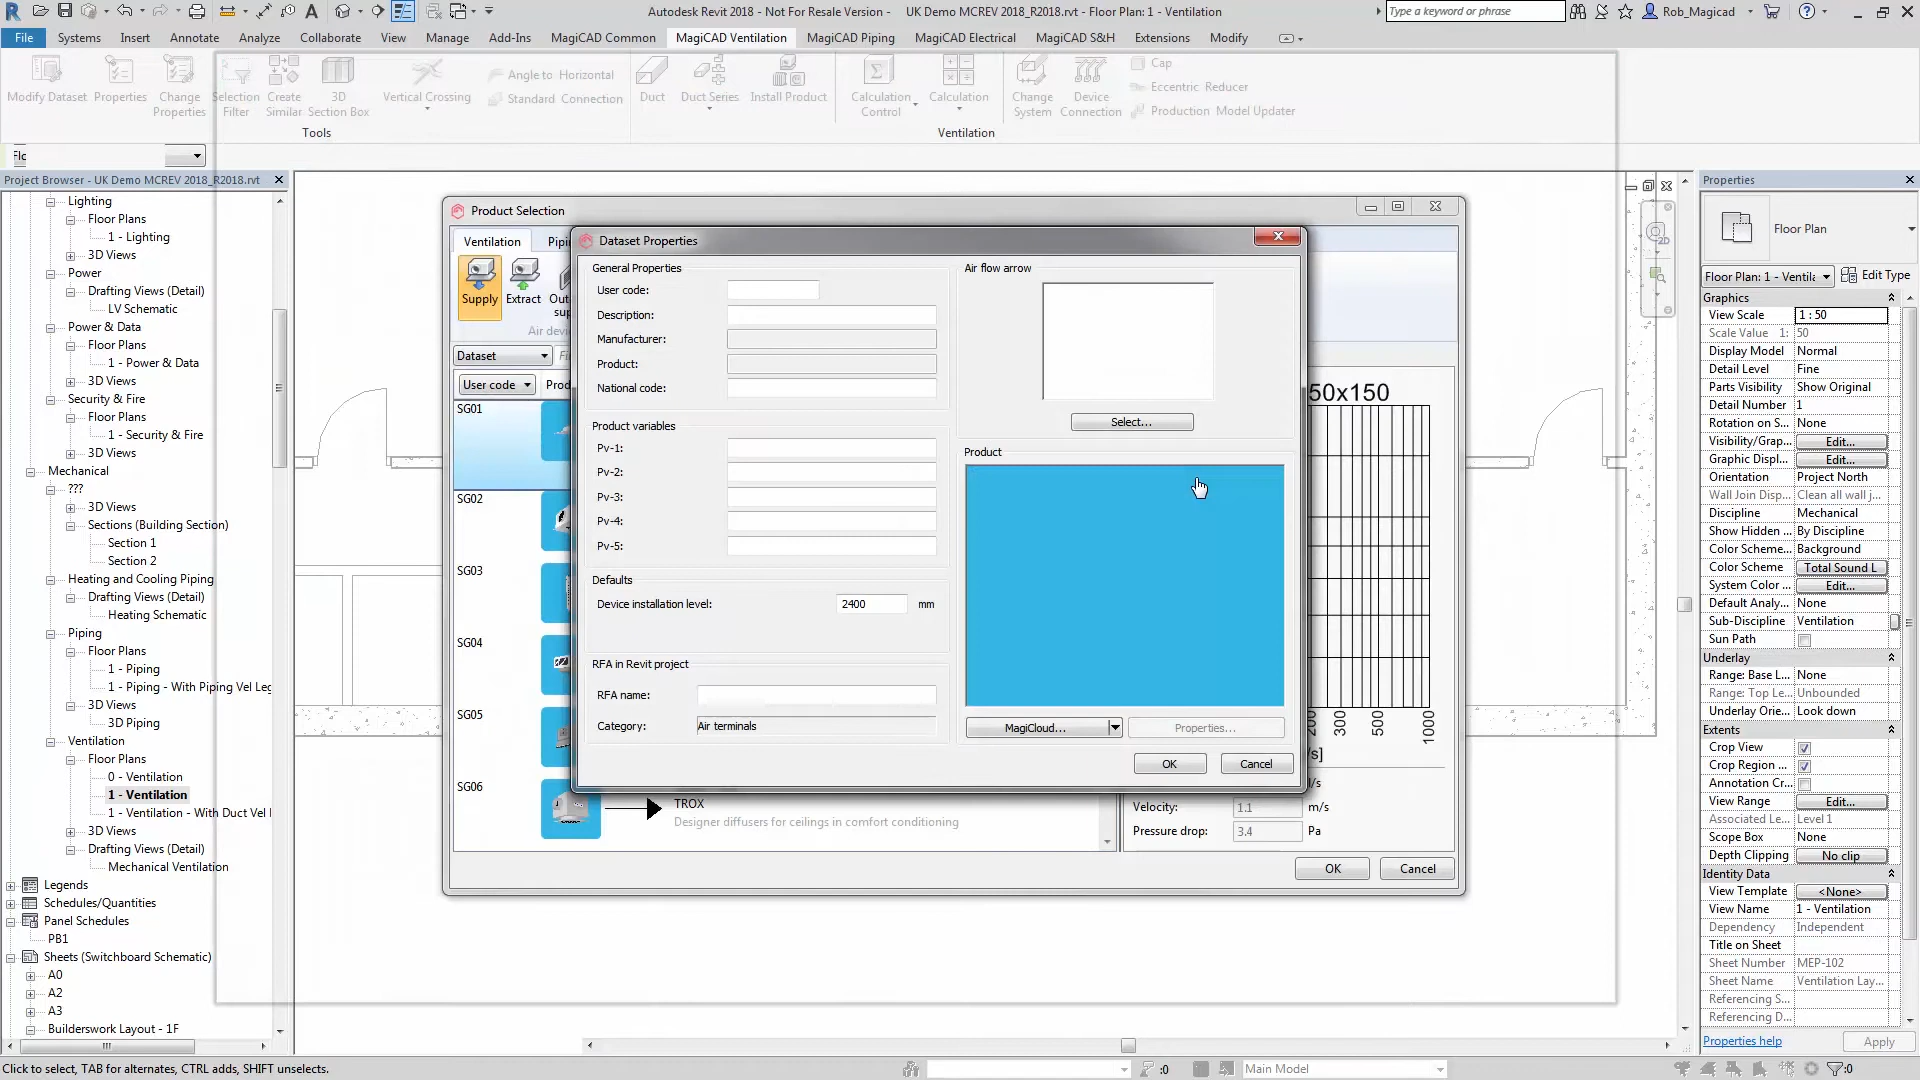 Autodesk Revit 2018 - Not For Resale Version - UK Demo MCREV 2018_R2018.rvt - Floor Plan: 1 - Ventilation
Type a keyword or phrase
Rob_Magicad
File Systems Insert Annotate Analyze Collaborate View Manage Add-Ins MagiCAD Common MagiCAD Ventilation MagiCAD Piping MagiCAD Electrical MagiCAD S&H Extensions Modify
Modify Dataset
Properties
Change Properties
Selection Filter
Create Similar
3D Section Box
Vertical Crossing
Angle to Horizontal
Standard Connection
Duct
Duct Series
Install Product
Calculation Control
Calculation
Change System
Device Connection
Cap
Eccentric Reducer
Production Model Updater
Tools
Ventilation
Project Browser - UK Demo MCREV 2018_R2018.rvt
Lighting
Floor Plans
1 - Lighting
3D Views
Power
Drafting Views (Detail)
LV Schematic
Power & Data
Floor Plans
1 - Power & Data
3D Views
Security & Fire
Floor Plans
1 - Security & Fire
3D Views
Mechanical
???
3D Views
Sections (Building Section)
Section 1
Section 2
Heating and Cooling Piping
Drafting Views (Detail)
Heating Schematic
Piping
Floor Plans
1 - Piping
1 - Piping - With Piping Vel Leg
3D Views
3D Piping
Ventilation
Floor Plans
0 - Ventilation
1 - Ventilation
1 - Ventilation - With Duct Vel
3D Views
Drafting Views (Detail)
Mechanical Ventilation
Legends
Schedules/Quantities
Panel Schedules
PB1
Sheets (Switchboard Schematic)
A0
A2
A3
Builderswork Layout - 1F
Product Selection
Ventilation
Supply
Extract
Dataset
User code
SG01
SG02
SG03
SG04
SG05
SG06
TROX
Designer diffusers for ceilings in comfort conditioning
50x150
300
500
1000
Velocity: 1.1 m/s
Pressure drop: 3.4 Pa
OK
Cancel
Dataset Properties
General Properties
User code:
Description:
Manufacturer:
Product:
National code:
Product variables
Pv-1:
Pv-2:
Pv-3:
Pv-4:
Pv-5:
Defaults
Device installation level: 2400 mm
RFA in Revit project
RFA name:
Category: Air terminals
Air flow arrow
Select...
Product
MagiCloud...
Properties...
OK
Cancel
Properties
Floor Plan
Floor Plan: 1 - Ventila
Edit Type
Graphics
View Scale 1 : 50
Scale Value 1: 50
Display Model Normal
Detail Level Fine
Parts Visibility Show Original
Detail Number 1
Rotation on S... None
Visibility/Grap... Edit...
Graphic Displ... Edit...
Orientation Project North
Wall Join Disp... Clean all wall j...
Discipline Mechanical
Show Hidden ... By Discipline
Color Scheme... Background
Color Scheme Total Sound L
System Color ... Edit...
Default Analy... None
Sub-Discipline Ventilation
Sun Path
Underlay
Range: Base L... None
Range: Top Le... Unbounded
Underlay Orie... Look down
Extents
Crop View
Crop Region ...
Annotation Cr...
View Range Edit...
Associated Le... Level 1
Scope Box None
Depth Clipping No clip
Identity Data
View Template <None>
View Name 1 - Ventilation
Dependency Independent
Title on Sheet
Sheet Number MEP-102
Sheet Name Ventilation Lay...
Referencing S...
Referencing D...
Properties help
Apply
Click to select, TAB for alternates, CTRL adds, SHIFT unselects.
:0
Main Model
:0